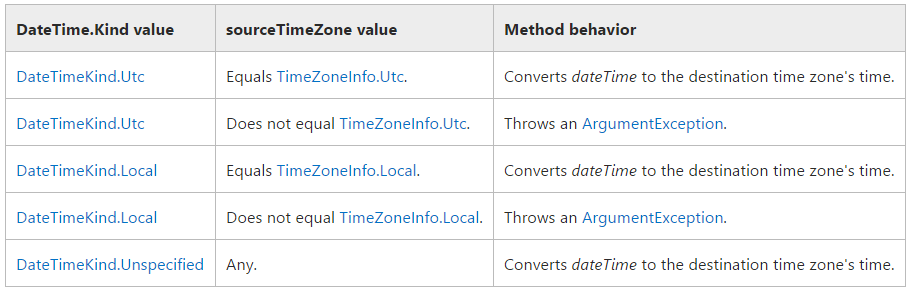 DateTime.Kind value sourceTimeZone value Method behavior
DateTimeKind.Utc Equals TimeZoneInfo.Utc. Converts dateTime to the destination time zone's time.
DateTimeKind.Utc Does not equal TimeZoneInfo.Utc. Throws an ArgumentException.
DateTimeKind.Local Equals TimeZoneInfo.Local. Converts dateTime to the destination time zone's time.
DateTimeKind.Local Does not equal TimeZoneInfo.Local. Throws an ArgumentException.
DateTimeKind.Unspecified Any. Converts dateTime to the destination time zone's time.